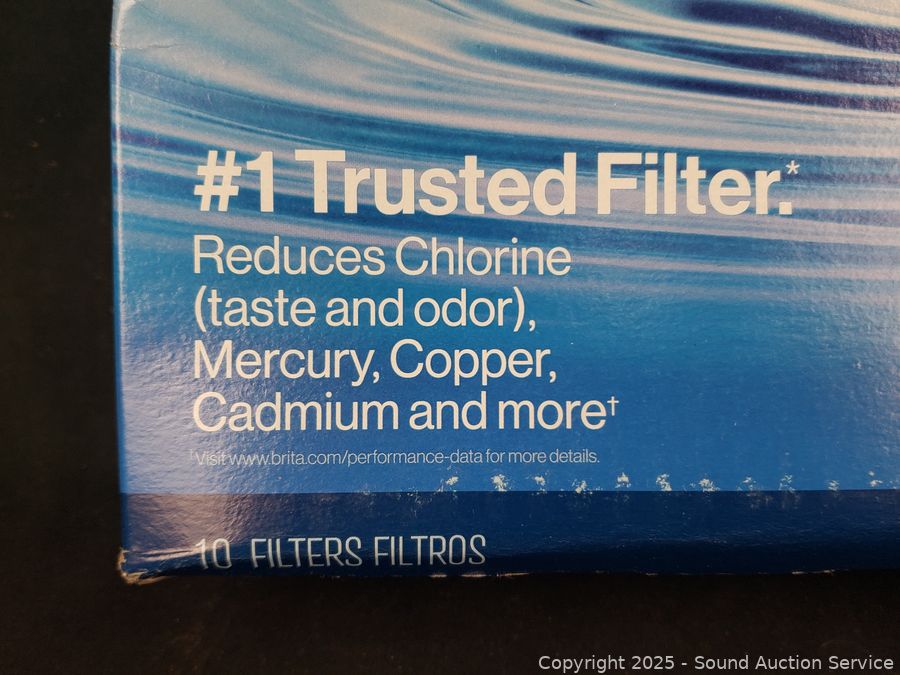 #1 Trusted Filter.*
Reduces Chlorine
(taste and odor),
Mercury, Copper,
Cadmium and more†
†Visit www.brita.com/performance-data for more details.
10 FILTERS FILTROS
Copyright 2025 - Sound Auction Service